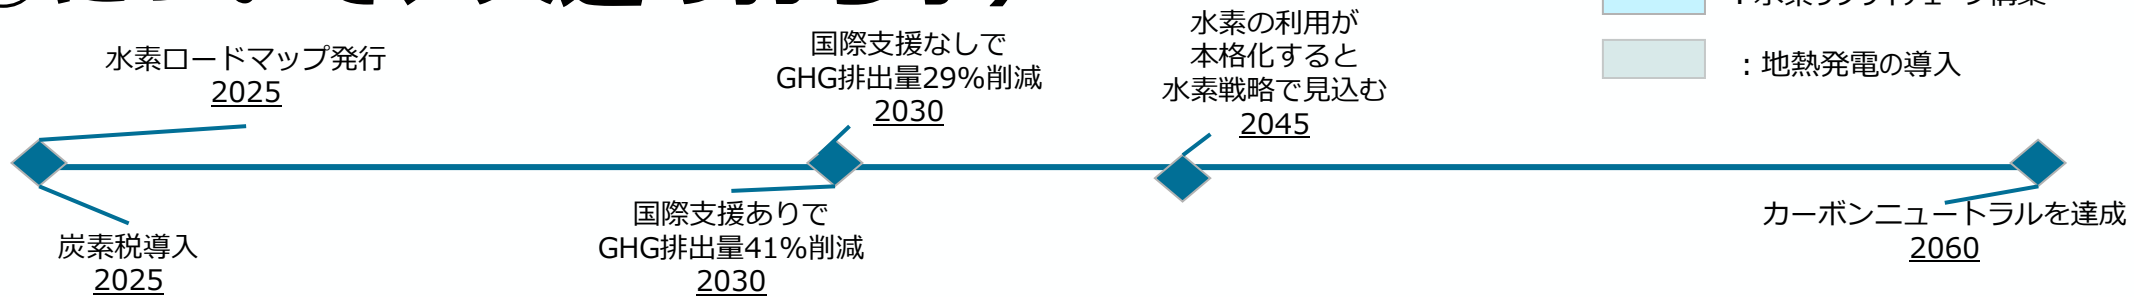 水素ロードマップ発行
2025
国際支援なしで
GHG排出量29%削減
2030
水素の利用が
本格化すると
水素戦略で見込む
2045
：地熱発電の導入
炭素税導入
2025
国際支援ありで
GHG排出量41%削減
2030
カーボンニュートラルを達成
2060